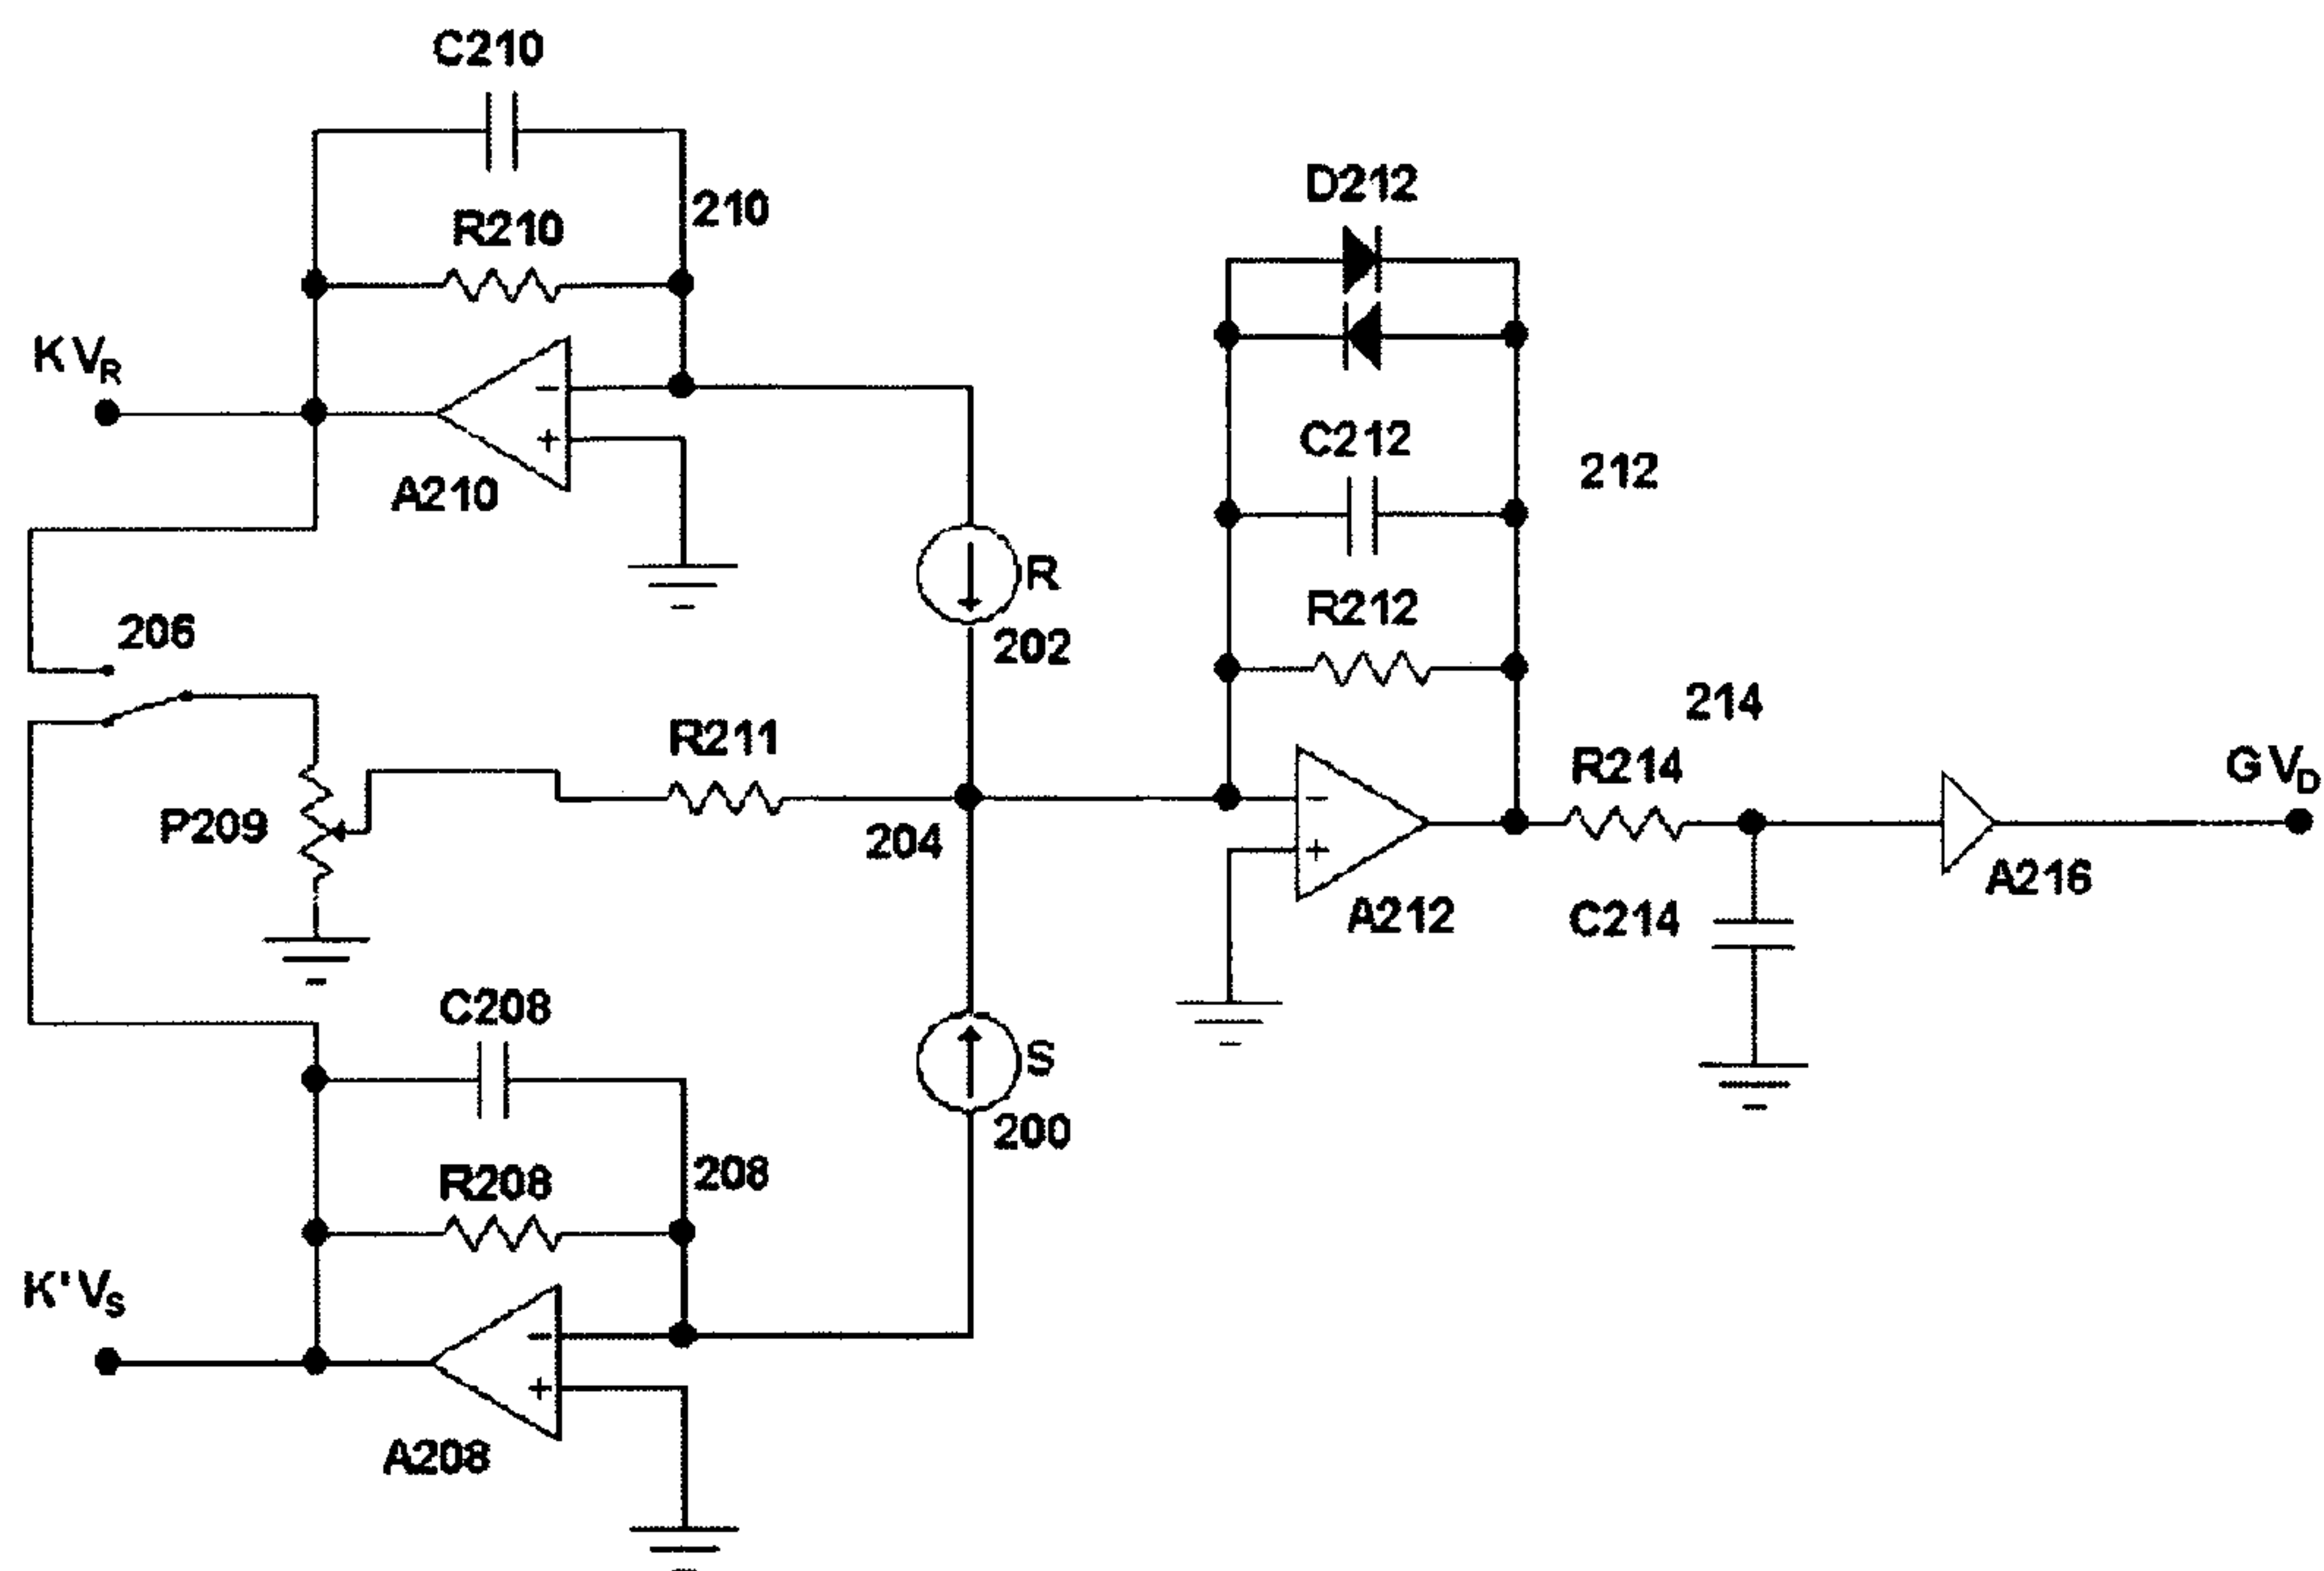 C210
210
R210
KV_R
A210
206
R
202
D212
C212
212
R212
214
R211
R214
GV_D
P209
204
A216
A212
C214
C208
S
200
R208
208
K'V_S
A208
−
+
−
+
−
+